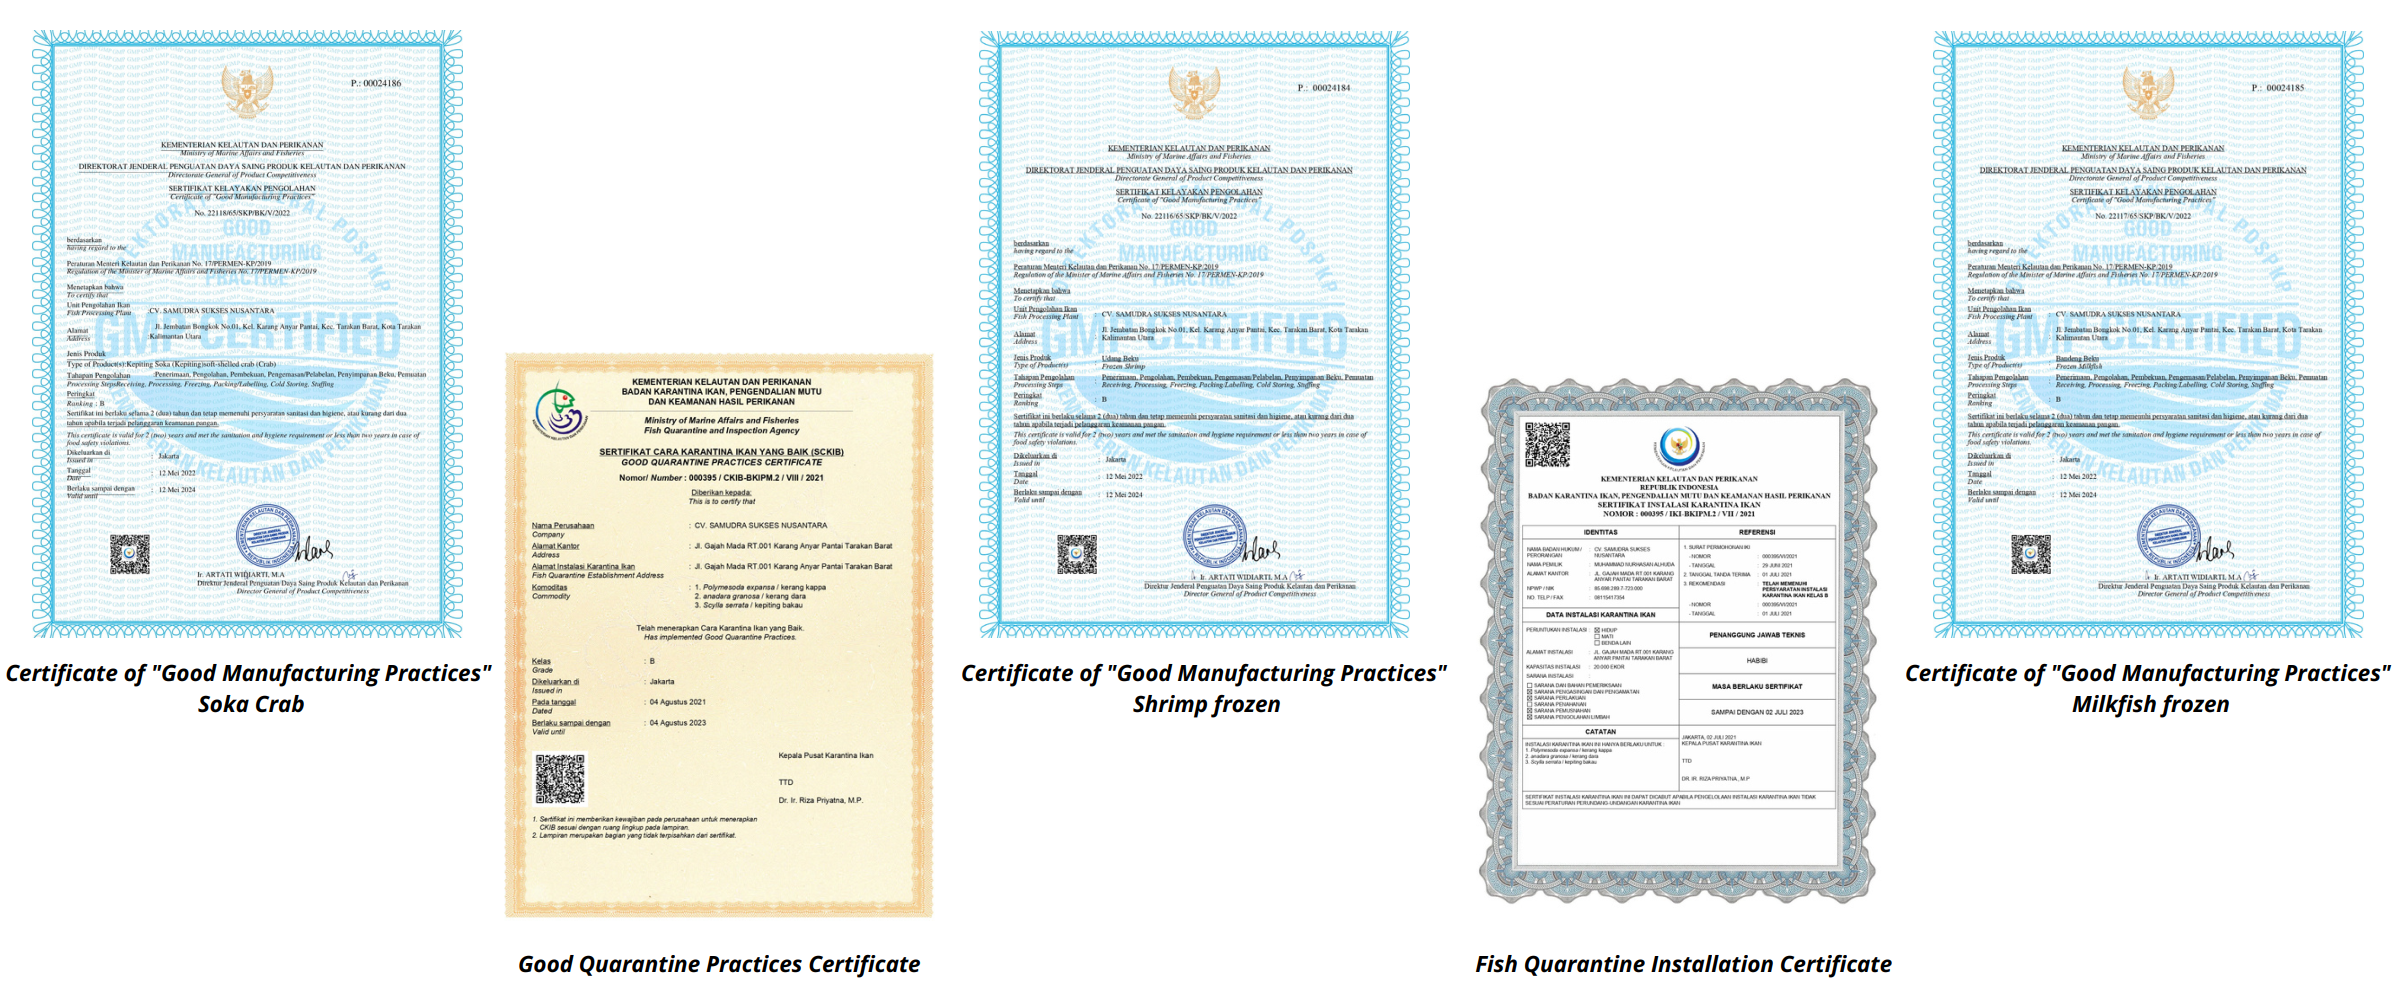 P.: 00024186
KEMENTERIAN KELAUTAN DAN PERIKANAN
Ministry of Marine Affairs and Fisheries
DIREKTORAT JENDERAL PENGUATAN DAYA SAING PRODUK KELAUTAN DAN PERIKANAN
Directorate General of Product Competitiveness
SERTIFIKAT KELAYAKAN PENGOLAHAN
Certificate of "Good Manufacturing Practices"
No. 22118/65/SKP/BK/V/2022
GOOD
MANUFACTURING
PRACTICE
GMP CERTIFIED
berdasarkan
having regard to the
Peraturan Menteri Kelautan dan Perikanan No. 17/PERMEN-KP/2019
Regulation of the Minister of Marine Affairs and Fisheries No. 17/PERMEN-KP/2019
Menetapkan bahwa
To certify that
Unit Pengolahan Ikan
Fish Processing Plant :CV. SAMUDRA SUKSES NUSANTARA
Alamat Jl. Jembatan Bongkok No.01, Kel. Karang Anyar Pantai, Kec. Tarakan Barat, Kota Tarakan
Address :Kalimantan Utara
Jenis Produk
Type of Product(s):Kepiting Soka (Kepiting)soft-shelled crab (Crab)
Tahapan Pengolahan :Penerimaan, Pengolahan, Pembekuan, Pengemasan/Pelabelan, Penyimpanan Beku, Pemuatan
Processing StepsReceiving, Processing, Freezing, Packing/Labelling, Cold Storing, Stuffing
Peringkat
Ranking : B
Sertifikat ini berlaku selama 2 (dua) tahun dan tetap memenuhi persyaratan sanitasi dan higiene, atau kurang dari dua
tahun apabila terjadi pelanggaran keamanan pangan.
This certificate is valid for 2 (two) years and met the sanitation and hygiene requirement or less than two years in case of
food safety violations.
Dikeluarkan di : Jakarta
Issued in
Tanggal : 12 Mei 2022
Date
Berlaku sampai dengan : 12 Mei 2024
Valid until
Ir. ARTATI WIDIARTI, M.A
Direktur Jenderal Penguatan Daya Saing Produk Kelautan dan Perikanan
Director General of Product Competitiveness
Certificate of "Good Manufacturing Practices"
Soka Crab
KEMENTERIAN KELAUTAN DAN PERIKANAN
BADAN KARANTINA IKAN, PENGENDALIAN MUTU
DAN KEAMANAN HASIL PERIKANAN
Ministry of Marine Affairs and Fisheries
Fish Quarantine and Inspection Agency
SERTIFIKAT CARA KARANTINA IKAN YANG BAIK (SCKIB)
GOOD QUARANTINE PRACTICES CERTIFICATE
Nomor/ Number : 000395 / CKIB-BKIPM.2 / VIII / 2021
Diberikan kepada:
This is to certify that
Nama Perusahaan : CV. SAMUDRA SUKSES NUSANTARA
Company
Alamat Kantor : Jl. Gajah Mada RT.001 Karang Anyar Pantai Tarakan Barat
Address
Alamat Instalasi Karantina Ikan : Jl. Gajah Mada RT.001 Karang Anyar Pantai Tarakan Barat
Fish Quarantine Establishment Address
Komoditas : 1. Polymesoda expansa / kerang kappa
Commodity 2. anadara granosa / kerang dara
3. Scylla serrata / kepiting bakau
Telah menerapkan Cara Karantina Ikan yang Baik.
Has implemented Good Quarantine Practices.
Kelas : B
Grade
Dikeluarkan di : Jakarta
Issued in
Pada tanggal : 04 Agustus 2021
Dated
Berlaku sampai dengan : 04 Agustus 2023
Valid until
Kepala Pusat Karantina Ikan
TTD
Dr. Ir. Riza Priyatna, M.P.
1. Sertifikat ini memberikan kewajiban pada perusahaan untuk menerapkan
CKIB sesuai dengan ruang lingkup pada lampiran.
2. Lampiran merupakan bagian yang tidak terpisahkan dari sertifikat.
Good Quarantine Practices Certificate
P.: 00024184
KEMENTERIAN KELAUTAN DAN PERIKANAN
Ministry of Marine Affairs and Fisheries
DIREKTORAT JENDERAL PENGUATAN DAYA SAING PRODUK KELAUTAN DAN PERIKANAN
Directorate General of Product Competitiveness
SERTIFIKAT KELAYAKAN PENGOLAHAN
Certificate of "Good Manufacturing Practices"
No. 22116/65/SKP/BK/V/2022
GOOD
MANUFACTURING
PRACTICE
GMP CERTIFIED
berdasarkan
having regard to the
Peraturan Menteri Kelautan dan Perikanan No. 17/PERMEN-KP/2019
Regulation of the Minister of Marine Affairs and Fisheries No. 17/PERMEN-KP/2019
Menetapkan bahwa
To certify that
Unit Pengolahan Ikan : CV. SAMUDRA SUKSES NUSANTARA
Fish Processing Plant
Alamat Jl. Jembatan Bongkok No.01, Kel. Karang Anyar Pantai, Kec. Tarakan Barat, Kota Tarakan
Address : Kalimantan Utara
Jenis Produk : Udang Beku
Type of Product(s) Frozen Shrimp
Tahapan Pengolahan : Penerimaan, Pengolahan, Pembekuan, Pengemasan/Pelabelan, Penyimpanan Beku, Pemuatan
Processing Steps Receiving, Processing, Freezing, Packing/Labelling, Cold Storing, Stuffing
Peringkat : B
Ranking
Sertifikat ini berlaku selama 2 (dua) tahun dan tetap memenuhi persyaratan sanitasi dan higiene, atau kurang dari dua
tahun apabila terjadi pelanggaran keamanan pangan.
This certificate is valid for 2 (two) years and met the sanitation and hygiene requirement or less than two years in case of
food safety violations.
Dikeluarkan di : Jakarta
Issued in
Tanggal : 12 Mei 2022
Date
Berlaku sampai dengan : 12 Mei 2024
Valid until
Ir. ARTATI WIDIARTI, M.A
Direktur Jenderal Penguatan Daya Saing Produk Kelautan dan Perikanan
Director General of Product Competitiveness
Certificate of "Good Manufacturing Practices"
Shrimp frozen
KEMENTERIAN KELAUTAN DAN PERIKANAN
REPUBLIK INDONESIA
BADAN KARANTINA IKAN, PENGENDALIAN MUTU DAN KEAMANAN HASIL PERIKANAN
SERTIFIKAT INSTALASI KARANTINA IKAN
NOMOR : 000395 / IKI-BKIPM.2 / VII / 2021
IDENTITAS
NAMA BADAN HUKUM / : CV. SAMUDRA SUKSES
PERORANGAN NUSANTARA
NAMA PEMILIK : MUHAMMAD NURHASAN ALHUDA
ALAMAT KANTOR : JL. GAJAH MADA RT 001 KARANG
ANYAR PANTAI TARAKAN BARAT
NPWP / NIK : 85.698.299.7-723.000
NO. TELP / FAX : 08115417354
REFERENSI
1. SURAT PERMOHONAN IKI
- NOMOR : 000396/VI/2021
- TANGGAL : 29 JUNI 2021
2. TANGGAL TANDA TERIMA : 01 JULI 2021
3. REKOMENDASI : TELAH MEMENUHI
PERSYARATAN INSTALASI
KARANTINA IKAN KELAS B
- NOMOR : 000396/VI/2021
- TANGGAL : 01 JULI 2021
DATA INSTALASI KARANTINA IKAN
PERUNTUKAN INSTALASI : HIDUP
MATI
BENDA LAIN
ALAMAT INSTALASI : JL. GAJAH MADA RT 001 KARANG
ANYAR PANTAI TARAKAN BARAT
KAPASITAS INSTALASI : 20.000 EKOR
SARANA INSTALASI :
SARANA DAN BAHAN PEMERIKSAAN
SARANA PENGASINGAN DAN PENGAMATAN
SARANA PERLAKUAN
SARANA PENAHANAN
SARANA PEMUSNAHAN
SARANA PENGOLAHAN LIMBAH
PENANGGUNG JAWAB TEKNIS
HABIBI
MASA BERLAKU SERTIFIKAT
SAMPAI DENGAN 02 JULI 2023
CATATAN
INSTALASI KARANTINA IKAN INI HANYA BERLAKU UNTUK :
1. Polymesoda expansa / kerang kappa
2. anadara granosa / kerang dara
3. Scylla serrata / kepiting bakau
JAKARTA, 02 JULI 2021
KEPALA PUSAT KARANTINA IKAN
TTD
DR. IR. RIZA PRIYATNA., M.P
SERTIFIKAT INSTALASI KARANTINA IKAN INI DAPAT DICABUT APABILA PENGELOLAAN INSTALASI KARANTINA IKAN TIDAK
SESUAI PERATURAN PERUNDANG-UNDANGAN KARANTINA IKAN
Fish Quarantine Installation Certificate
P.: 00024185
KEMENTERIAN KELAUTAN DAN PERIKANAN
Ministry of Marine Affairs and Fisheries
DIREKTORAT JENDERAL PENGUATAN DAYA SAING PRODUK KELAUTAN DAN PERIKANAN
Directorate General of Product Competitiveness
SERTIFIKAT KELAYAKAN PENGOLAHAN
Certificate of "Good Manufacturing Practices"
No. 22117/65/SKP/BK/V/2022
GOOD
MANUFACTURING
PRACTICE
GMP CERTIFIED
berdasarkan
having regard to the
Peraturan Menteri Kelautan dan Perikanan No. 17/PERMEN-KP/2019
Regulation of the Minister of Marine Affairs and Fisheries No. 17/PERMEN-KP/2019
Menetapkan bahwa
To certify that
Unit Pengolahan Ikan : CV. SAMUDRA SUKSES NUSANTARA
Fish Processing Plant
Alamat Jl. Jembatan Bongkok No.01, Kel. Karang Anyar Pantai, Kec. Tarakan Barat, Kota Tarakan
Address : Kalimantan Utara
Jenis Produk : Bandeng Beku
Type of Product(s) Frozen Milkfish
Tahapan Pengolahan : Penerimaan, Pengolahan, Pembekuan, Pengemasan/Pelabelan, Penyimpanan Beku, Pemuatan
Processing Steps Receiving, Processing, Freezing, Packing/Labelling, Cold Storing, Stuffing
Peringkat : B
Ranking
Sertifikat ini berlaku selama 2 (dua) tahun dan tetap memenuhi persyaratan sanitasi dan higiene, atau kurang dari dua
tahun apabila terjadi pelanggaran keamanan pangan.
This certificate is valid for 2 (two) years and met the sanitation and hygiene requirement or less than two years in case of
food safety violations.
Dikeluarkan di : Jakarta
Issued in
Tanggal : 12 Mei 2022
Date
Berlaku sampai dengan : 12 Mei 2024
Valid until
Ir. ARTATI WIDIARTI, M.A
Direktur Jenderal Penguatan Daya Saing Produk Kelautan dan Perikanan
Director General of Product Competitiveness
Certificate of "Good Manufacturing Practices"
Milkfish frozen